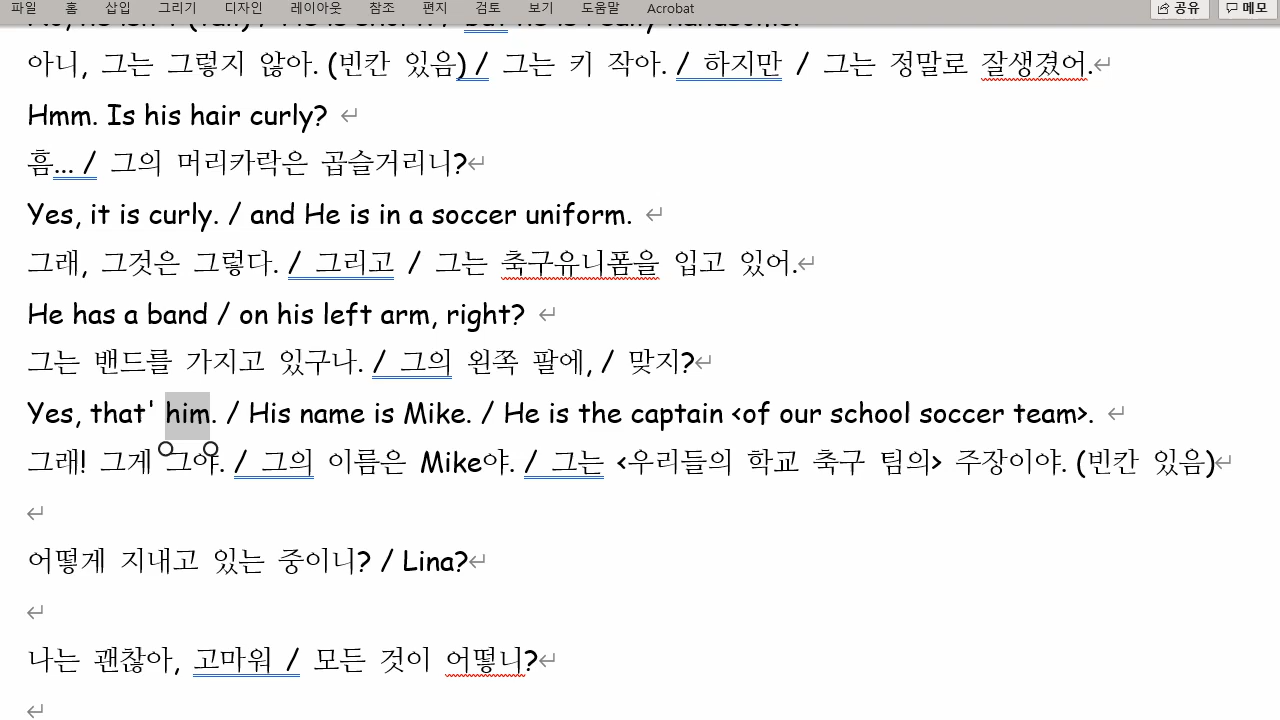 파일 홈 삽입 그리기 디자인 레이아웃 참조 편지 검토 보기 도움말 Acrobat 공유 메모
아니, 그는 그렇지 않아. (빈칸 있음) / 그는 키 작아. / 하지만 / 그는 정말로 잘생겼어.
Hmm. Is his hair curly?
흠... / 그의 머리카락은 곱슬거리니?
Yes, it is curly. / and He is in a soccer uniform.
그래, 그것은 그렇다. / 그리고 / 그는 축구유니폼을 입고 있어.
He has a band / on his left arm, right?
그는 밴드를 가지고 있구나. / 그의 왼쪽 팔에, / 맞지?
Yes, that' him. / His name is Mike. / He is the captain <of our school soccer team>.
그래! 그게 그야. / 그의 이름은 Mike야. / 그는 <우리들의 학교 축구 팀의> 주장이야. (빈칸 있음)
어떻게 지내고 있는 중이니? / Lina?
나는 괜찮아, 고마워 / 모든 것이 어떻니?